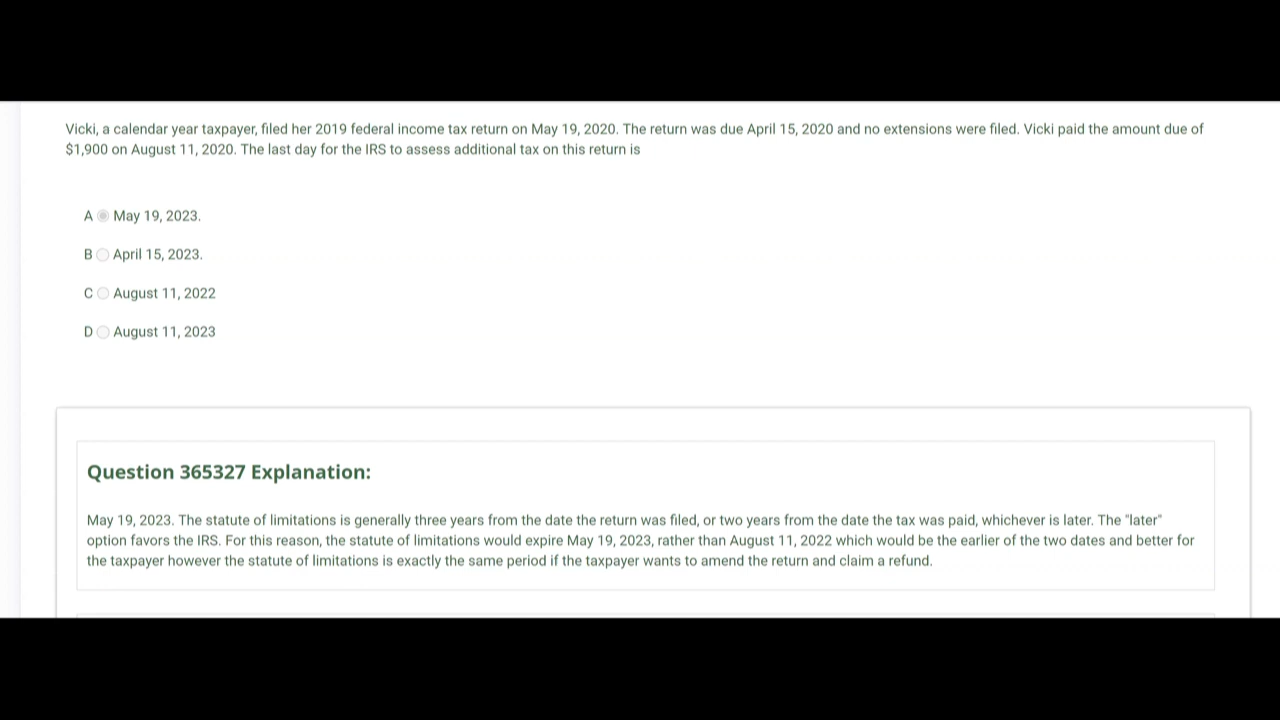 Vicki, a calendar year taxpayer, filed her 2019 federal income tax return on May 19, 2020. The return was due April 15, 2020 and no extensions were filed. Vicki paid the amount due of
$1,900 on August 11, 2020. The last day for the IRS to assess additional tax on this return is
A May 19, 2023.
B April 15, 2023.
C August 11, 2022
D August 11, 2023
Question 365327 Explanation:
May 19, 2023. The statute of limitations is generally three years from the date the return was filed, or two years from the date the tax was paid, whichever is later. The "later"
option favors the IRS. For this reason, the statute of limitations would expire May 19, 2023, rather than August 11, 2022 which would be the earlier of the two dates and better for
the taxpayer however the statute of limitations is exactly the same period if the taxpayer wants to amend the return and claim a refund.